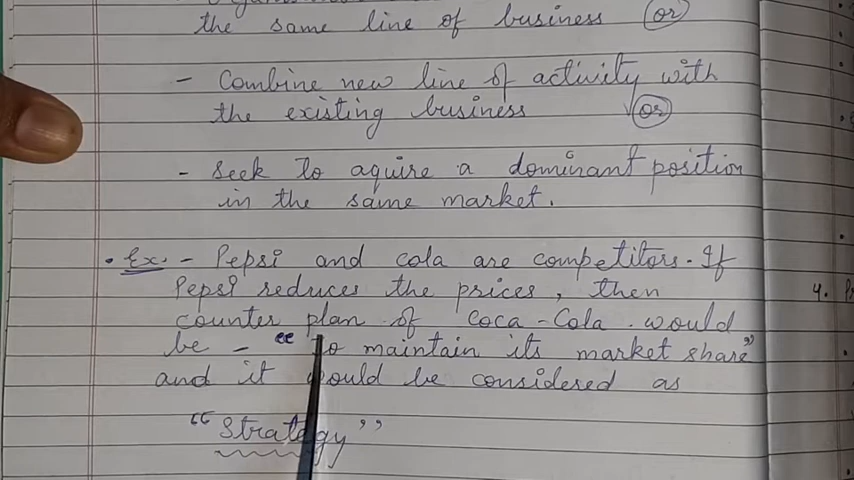 the same line of business (or)
- Combine new line of activity with
the existing business (or)
- Seek to aquire a dominant position
in the same market.
• Ex. - Pepsi and cola are competitors. If
Pepsi reduces the prices, then
counter plan of Coca-Cola would
be - "To maintain its market share"
and it would be considered as
"Strategy"
4.